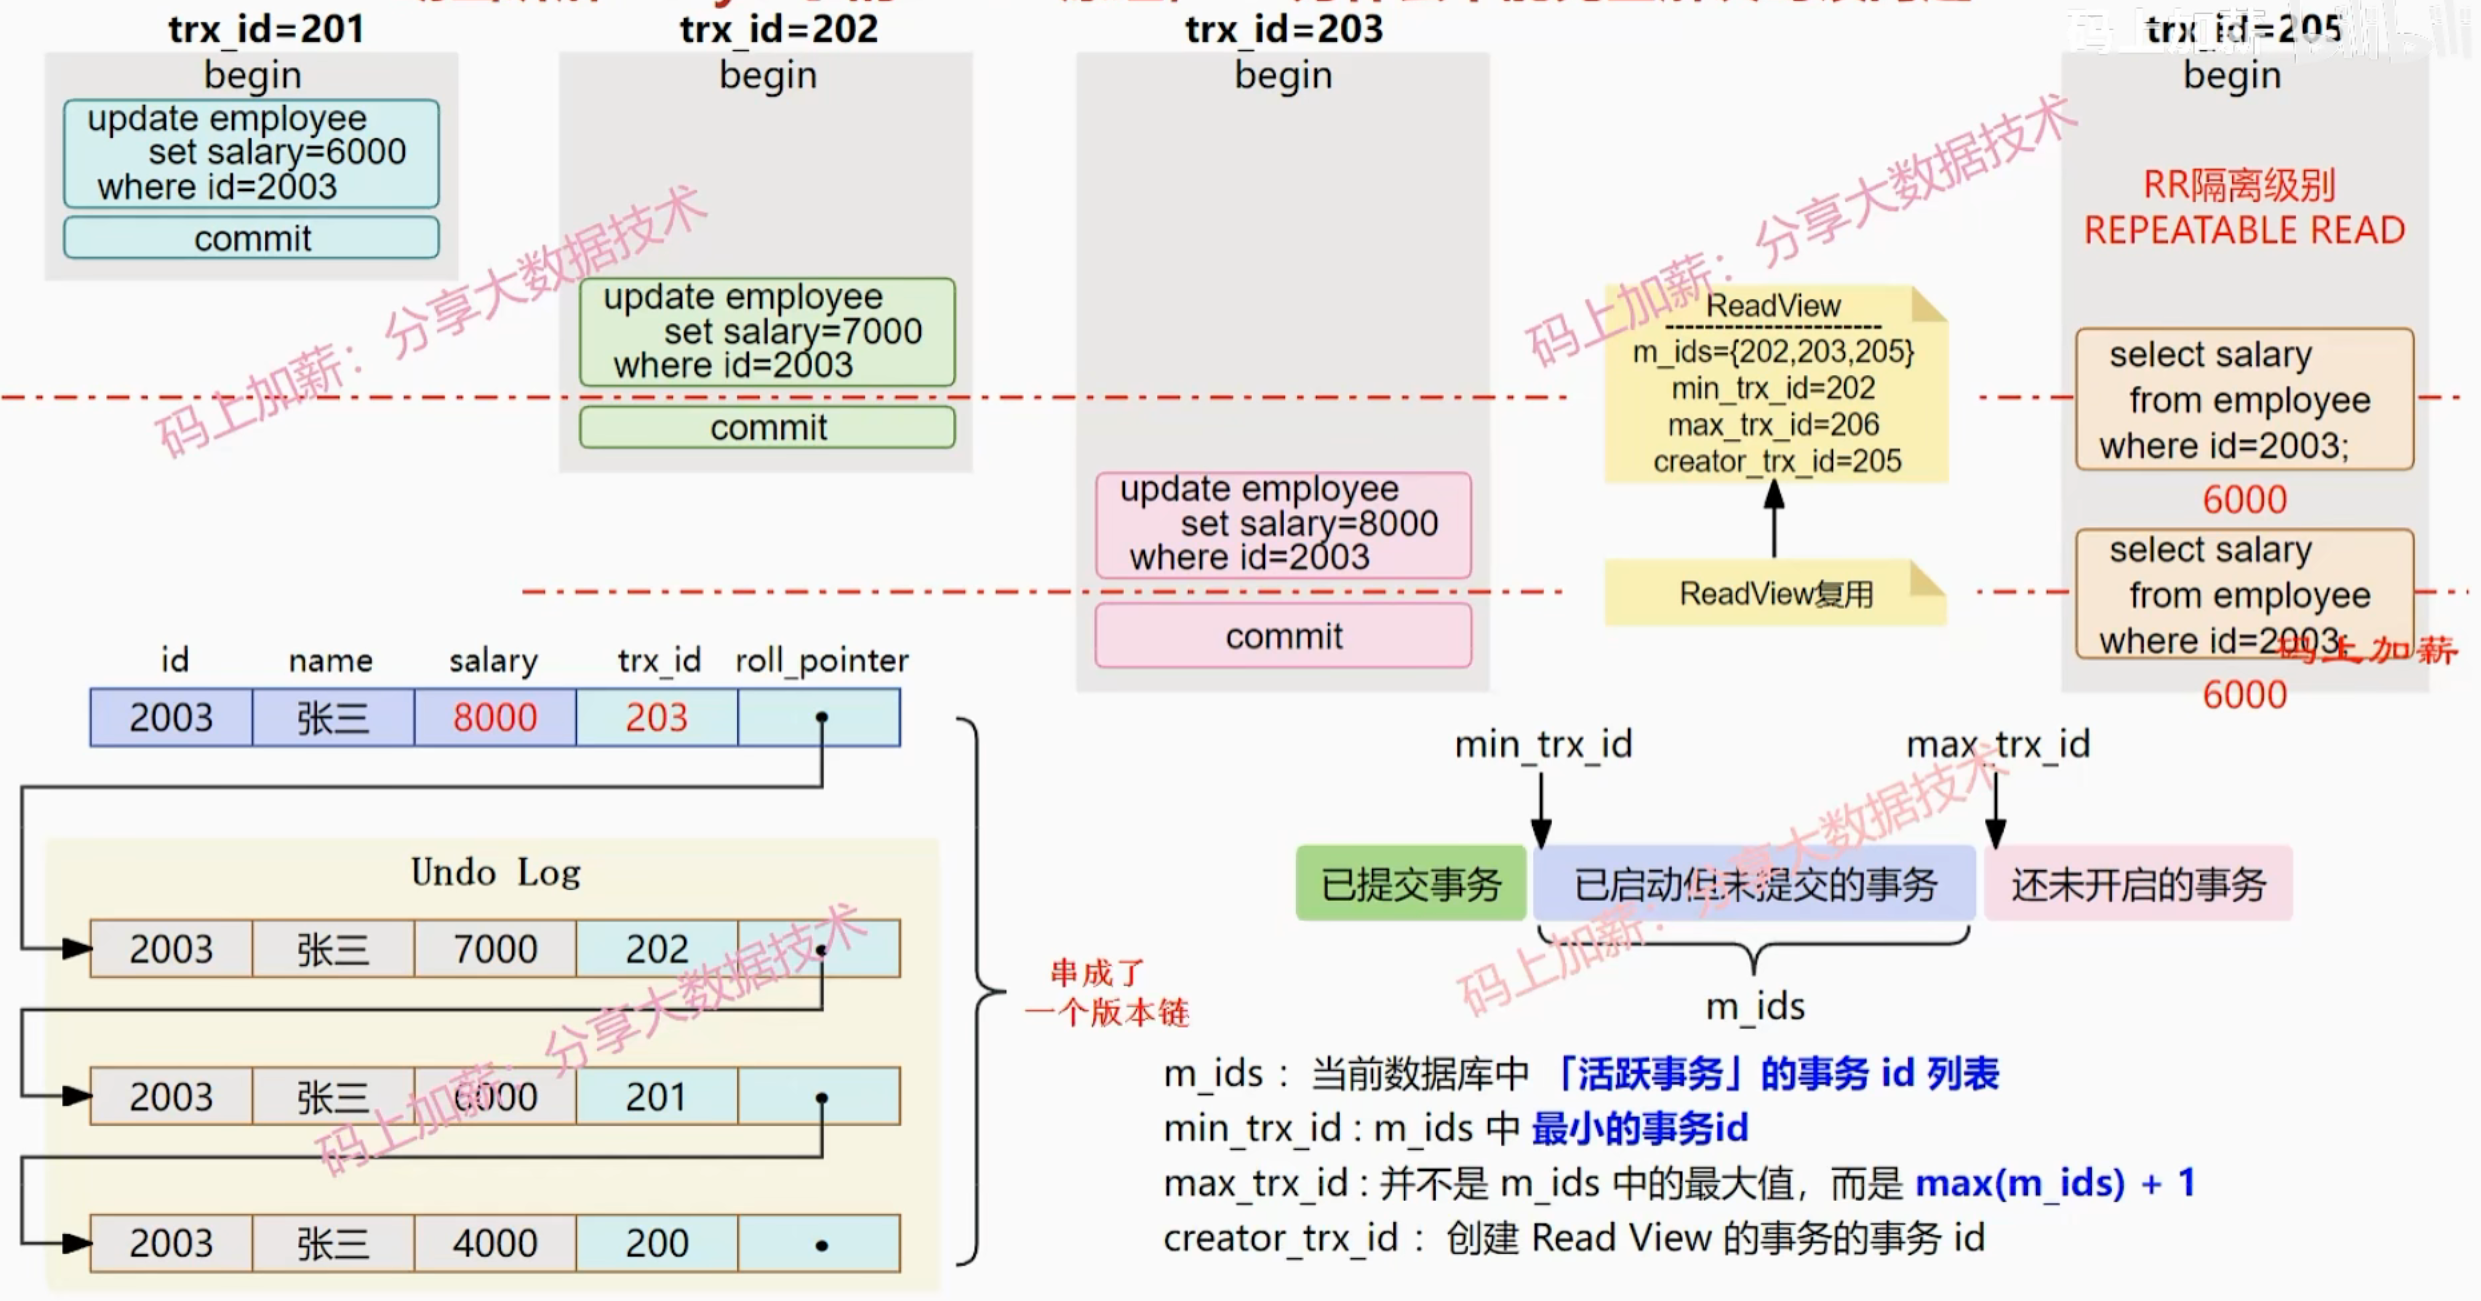 trx_id=201
begin
update employee
set salary=6000
where id=2003
commit
trx_id=202
begin
update employee
set salary=7000
where id=2003
commit
trx_id=203
begin
update employee
set salary=8000
where id=2003
commit
trx_id=205
begin
RR隔离级别
REPEATABLE READ
select salary
from employee
where id=2003;
6000
select salary
from employee
where id=2003;
6000
ReadView
m_ids={202,203,205}
min_trx_id=202
max_trx_id=206
creator_trx_id=205
ReadView复用
码上加薪
码上加薪
码上加薪：分享大数据技术
码上加薪：分享大数据技术
id name salary trx_id roll_pointer
2003 张三 8000 203
Undo Log
2003 张三 7000 202
2003 张三 6000 201
2003 张三 4000 200
码上加薪：分享大数据技术
串成了
一个版本链
min_trx_id max_trx_id
已提交事务 已启动但未提交的事务 还未开启的事务
m_ids
码上加薪：分享大数据技术
m_ids： 当前数据库中「活跃事务」的事务 id 列表
min_trx_id : m_ids 中 最小的事务id
max_trx_id : 并不是 m_ids 中的最大值，而是 max(m_ids) + 1
creator_trx_id： 创建 Read View 的事务的事务 id